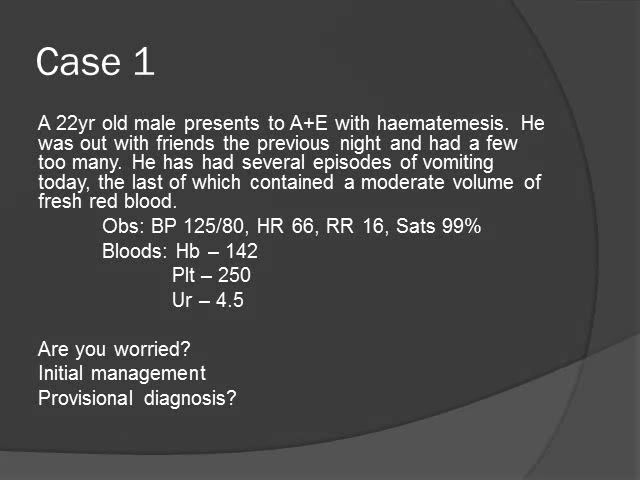 Case 1
A 22yr old male presents to A+E with haematemesis. He
was out with friends the previous night and had a few
too many. He has had several episodes of vomiting
today, the last of which contained a moderate volume of
fresh red blood.
Obs: BP 125/80, HR 66, RR 16, Sats 99%
Bloods: Hb – 142
Plt – 250
Ur – 4.5
Are you worried?
Initial management
Provisional diagnosis?